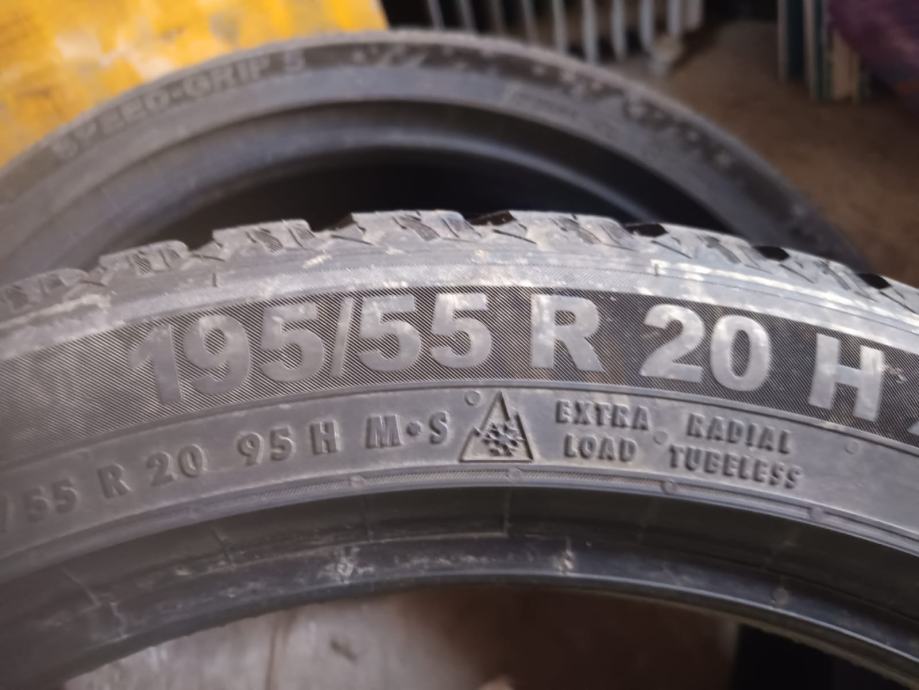 SPEED-GRIP 5
195/55 R 20 H
/55 R 20 95 H M•S EXTRA LOAD RADIAL TUBELESS